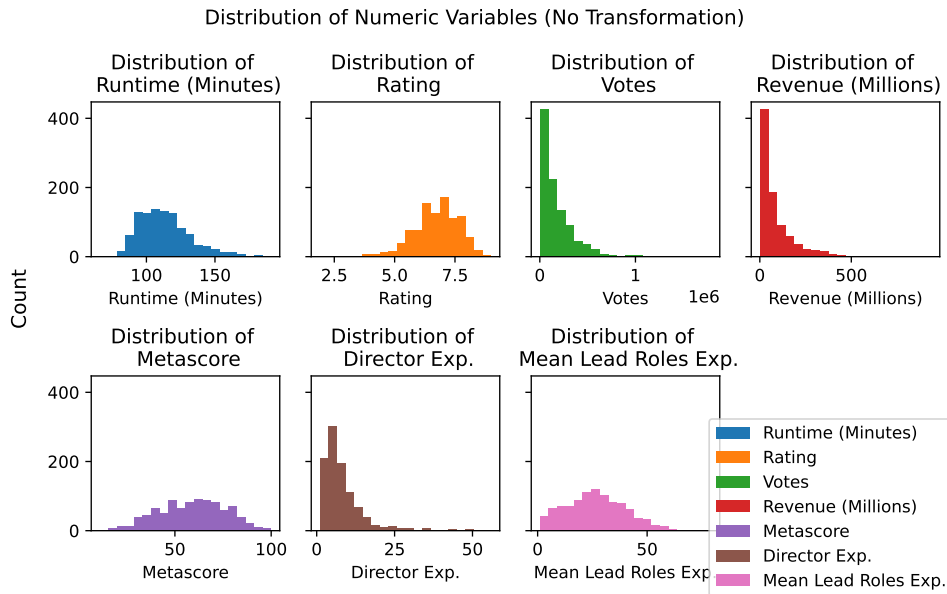 Distribution of Numeric Variables (No Transformation)
Distribution of
Runtime (Minutes)
Distribution of
Rating
Distribution of
Votes
Distribution of
Revenue (Millions)
400
200
0
100
150
2.5
5.0
7.5
0
1
0
500
Runtime (Minutes)
Rating
Votes
1e6
Revenue (Millions)
Count
Distribution of
Metascore
Distribution of
Director Exp.
Distribution of
Mean Lead Roles Exp.
400
200
0
50
100
0
25
50
0
50
Metascore
Director Exp.
Mean Lead Roles Exp.
Runtime (Minutes)
Rating
Votes
Revenue (Millions)
Metascore
Director Exp.
Mean Lead Roles Exp.